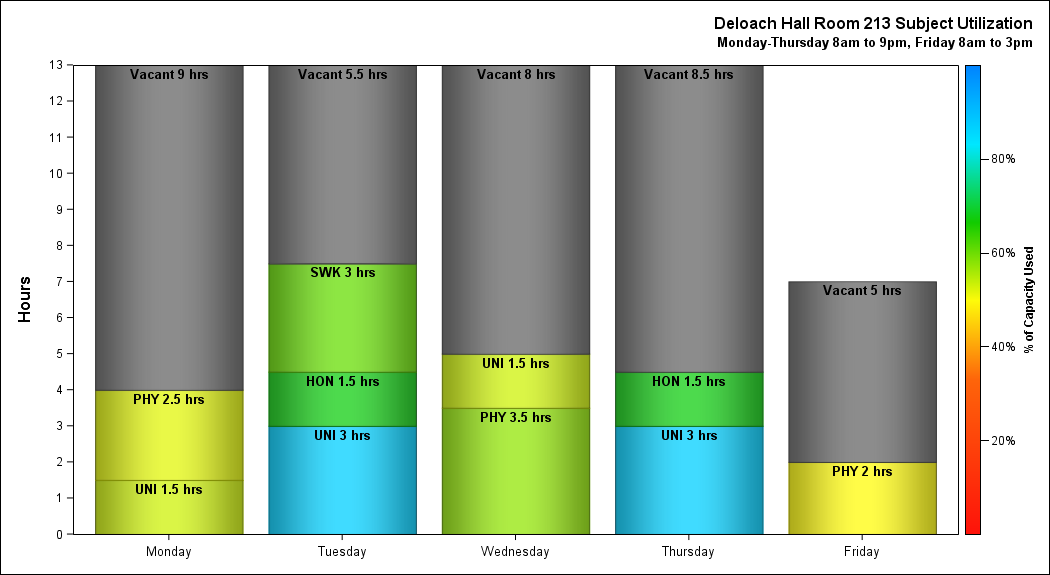 Deloach Hall Room 213 Subject Utilization
Monday-Thursday 8am to 9pm, Friday 8am to 3pm
Hours
13
12
11
10
9
8
7
6
5
4
3
2
1
0
Vacant 9 hrs
PHY 2.5 hrs
UNI 1.5 hrs
Vacant 5.5 hrs
SWK 3 hrs
HON 1.5 hrs
UNI 3 hrs
Vacant 8 hrs
UNI 1.5 hrs
PHY 3.5 hrs
Vacant 8.5 hrs
HON 1.5 hrs
UNI 3 hrs
Vacant 5 hrs
PHY 2 hrs
Monday
Tuesday
Wednesday
Thursday
Friday
80%
60%
40%
20%
% of Capacity Used